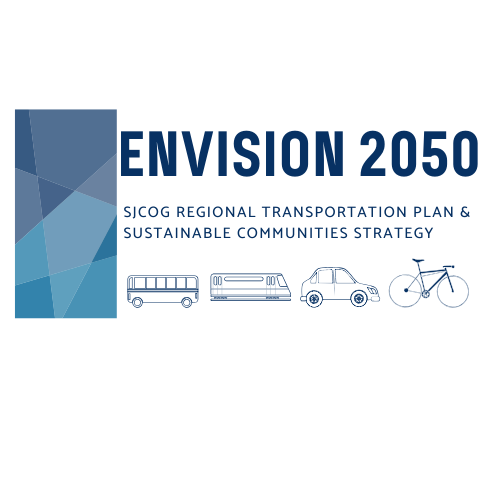 ENVISION 2050
SJCOG REGIONAL TRANSPORTATION PLAN &
SUSTAINABLE COMMUNITIES STRATEGY